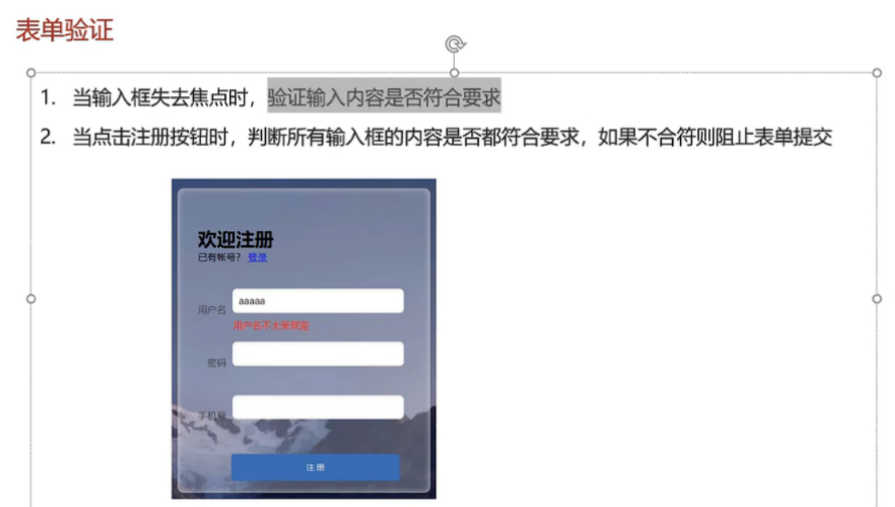 表单验证
1. 当输入框失去焦点时，验证输入内容是否符合要求
2. 当点击注册按钮时，判断所有输入框的内容是否都符合要求，如果不合符则阻止表单提交
欢迎注册
已有帐号？ 登录
用户名 aaaaa
用户名不太受欢迎
密码
手机号
注册